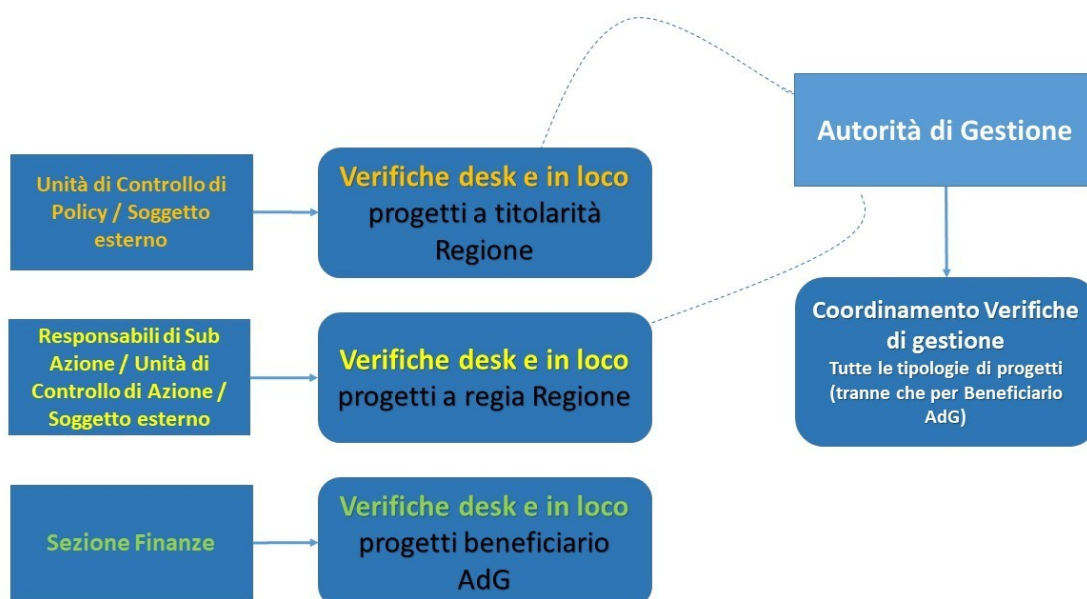 Unità di Controllo di
Policy / Soggetto
esterno
Verifiche desk e in loco
progetti a titolarità
Regione
Autorità di Gestione
Responsabili di Sub
Azione / Unità di
Controllo di Azione /
Soggetto esterno
Verifiche desk e in loco
progetti a regia Regione
Coordinamento Verifiche
di gestione
Tutte le tipologie di progetti
(tranne che per Beneficiario
AdG)
Sezione Finanze
Verifiche desk e in loco
progetti beneficiario
AdG